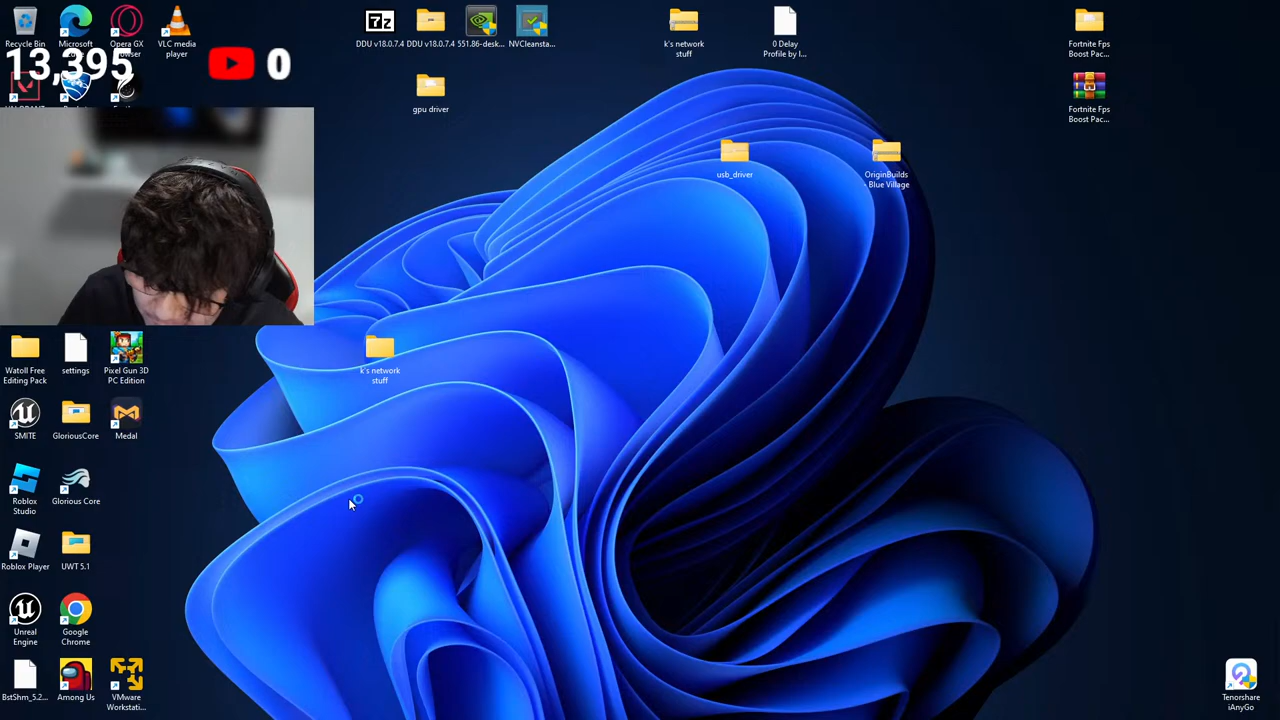 Recycle Bin
Microsoft
Opera GX
VLC media
player
DDU v18.0.7.4
DDU v18.0.7.4
551.86-desk...
NVCleansta...
k's network
stuff
0 Delay
Profile by I...
Fortnite Fps
Boost Pac...
13,395
0
gpu driver
Fortnite Fps
Boost Pac...
usb_driver
OriginBuilds
- Blue Village
k's network
stuff
Watoll Free
Editing Pack
settings
Pixel Gun 3D
PC Edition
SMITE
GloriousCore
Medal
Roblox
Studio
Glorious Core
Roblox Player
UWT 5.1
Unreal
Engine
Google
Chrome
BstShm_5.2...
Among Us
VMware
Workstati...
Tenorshare
iAnyGo